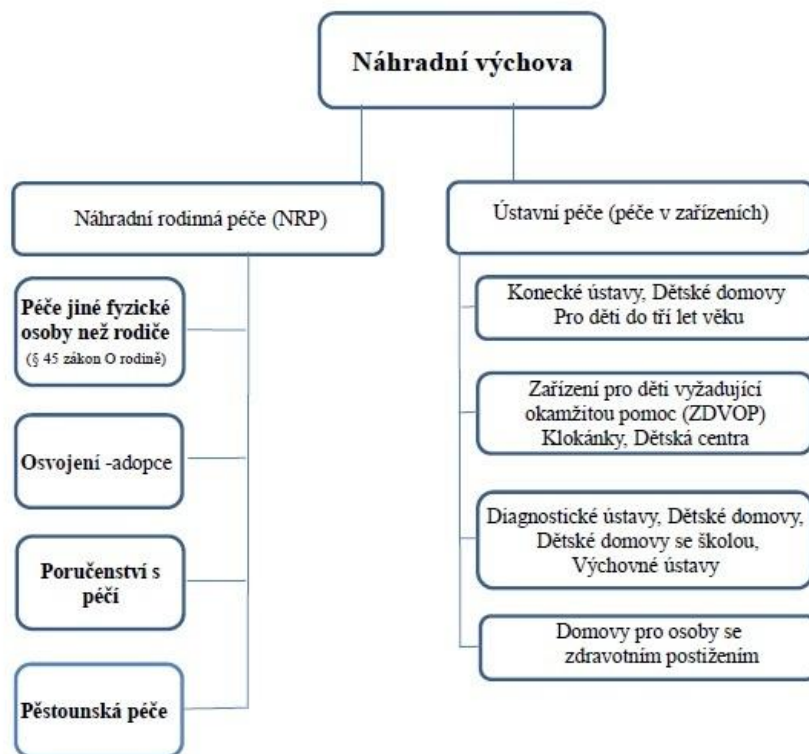 Náhradní výchova
Náhradní rodinná péče (NRP)
Péče jiné fyzické
osoby než rodiče
(§ 45 zákon O rodině)
Osvojení -adopce
Poručenství s
péčí
Pěstounská péče
Ústavní péče (péče v zařízeních)
Konecké ústavy, Dětské domovy
Pro děti do tří let věku
Zařízení pro děti vyžadující
okamžitou pomoc (ZDVOP)
Klokánky, Dětská centra
Diagnostické ústavy, Dětské domovy,
Dětské domovy se školou,
Výchovné ústavy
Domovy pro osoby se
zdravotním postižením